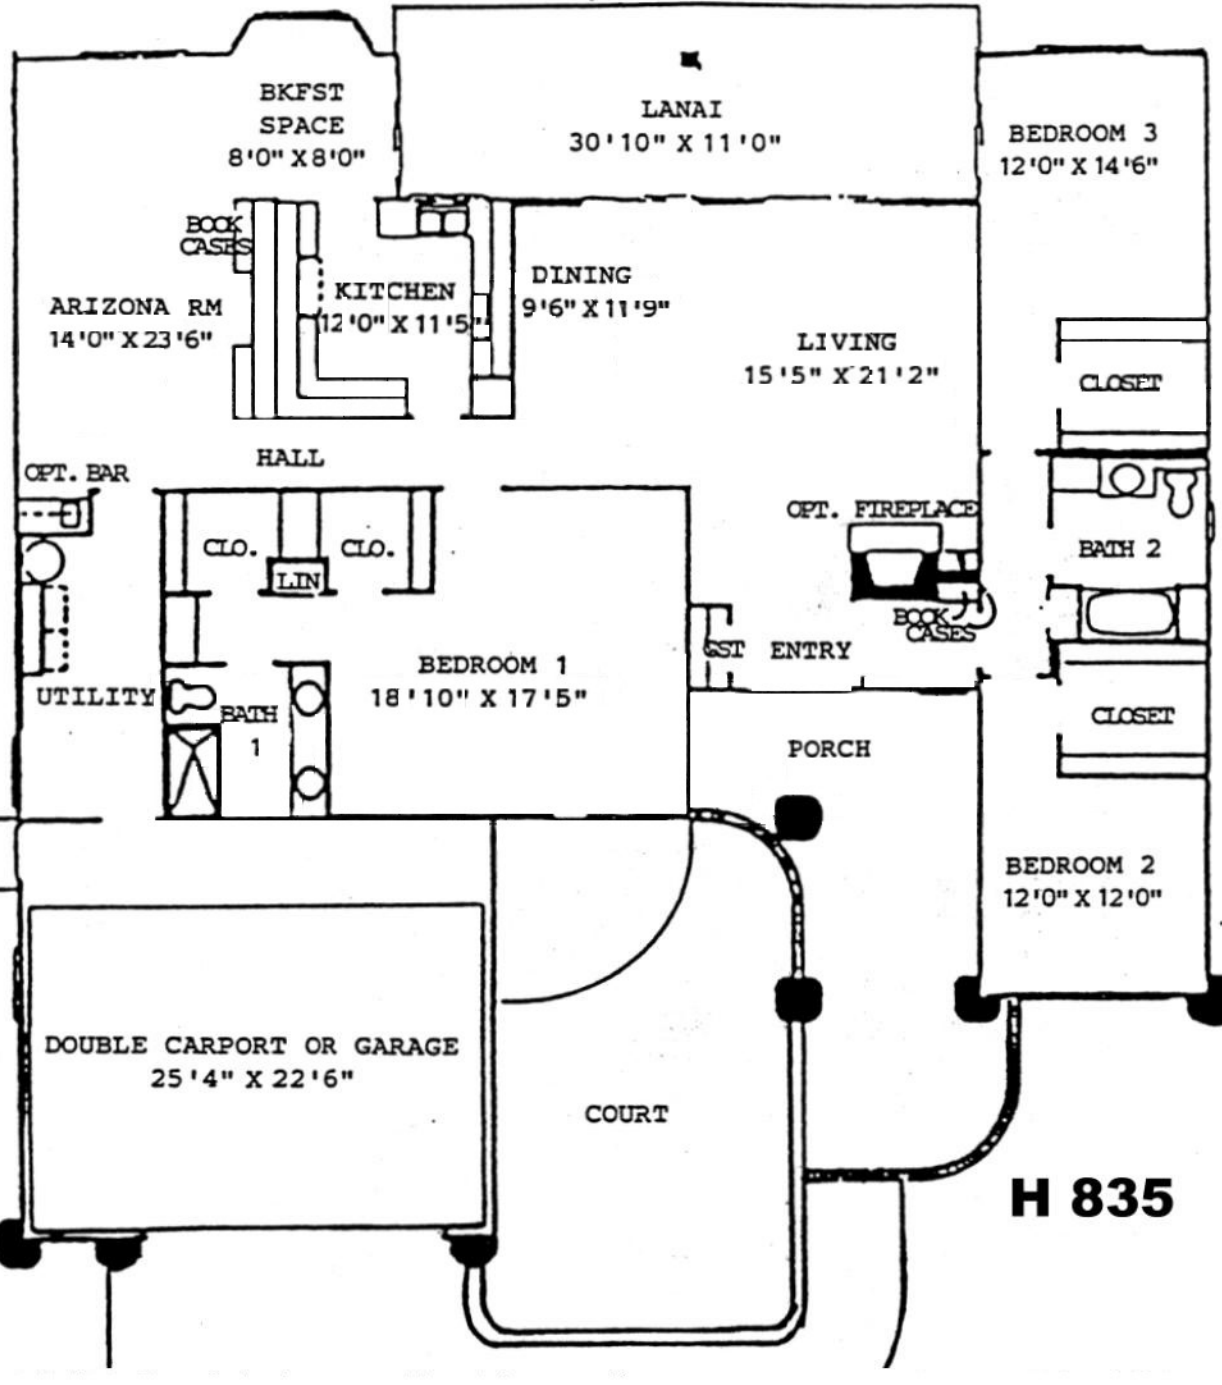 BKFST
SPACE
8'0" X 8'0"
LANAI
30'10" X 11'0"
BEDROOM 3
12'0" X 14'6"
BOOK
CASES
ARIZONA RM
14'0" X 23'6"
KITCHEN
12'0" X 11'5"
DINING
9'6" X 11'9"
LIVING
15'5" X 21'2"
CLOSET
HALL
OPT. BAR
CLO.
LIN
CLO.
OPT. FIREPLACE
BATH 2
BOOK
CASES
UTILITY
BATH
1
BEDROOM 1
18'10" X 17'5"
GST
ENTRY
CLOSET
PORCH
BEDROOM 2
12'0" X 12'0"
DOUBLE CARPORT OR GARAGE
25'4" X 22'6"
COURT
H 835